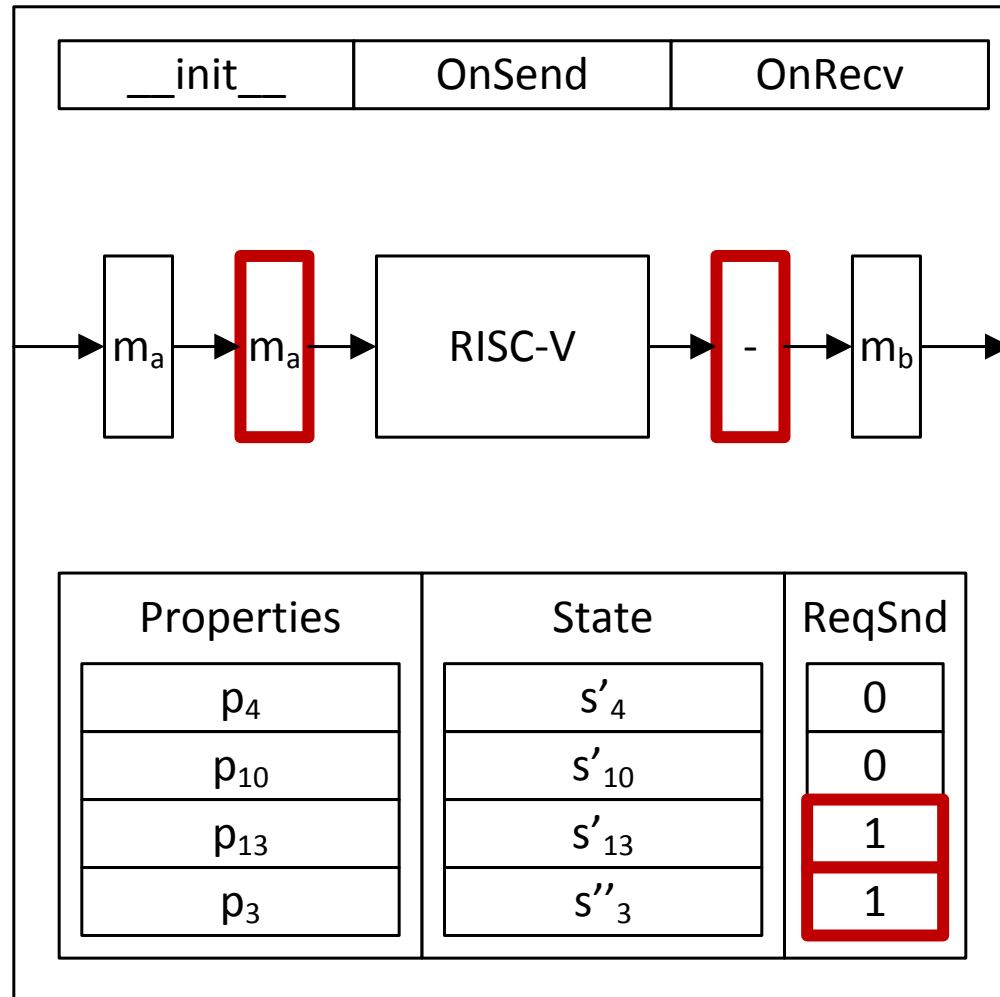 __init__ OnSend OnRecv
mₐ mₐ RISC-V - m_b
Properties State ReqSnd
p₄ s’₄ 0
p₁₀ s’₁₀ 0
p₁₃ s’₁₃ 1
p₃ s’’₃ 1